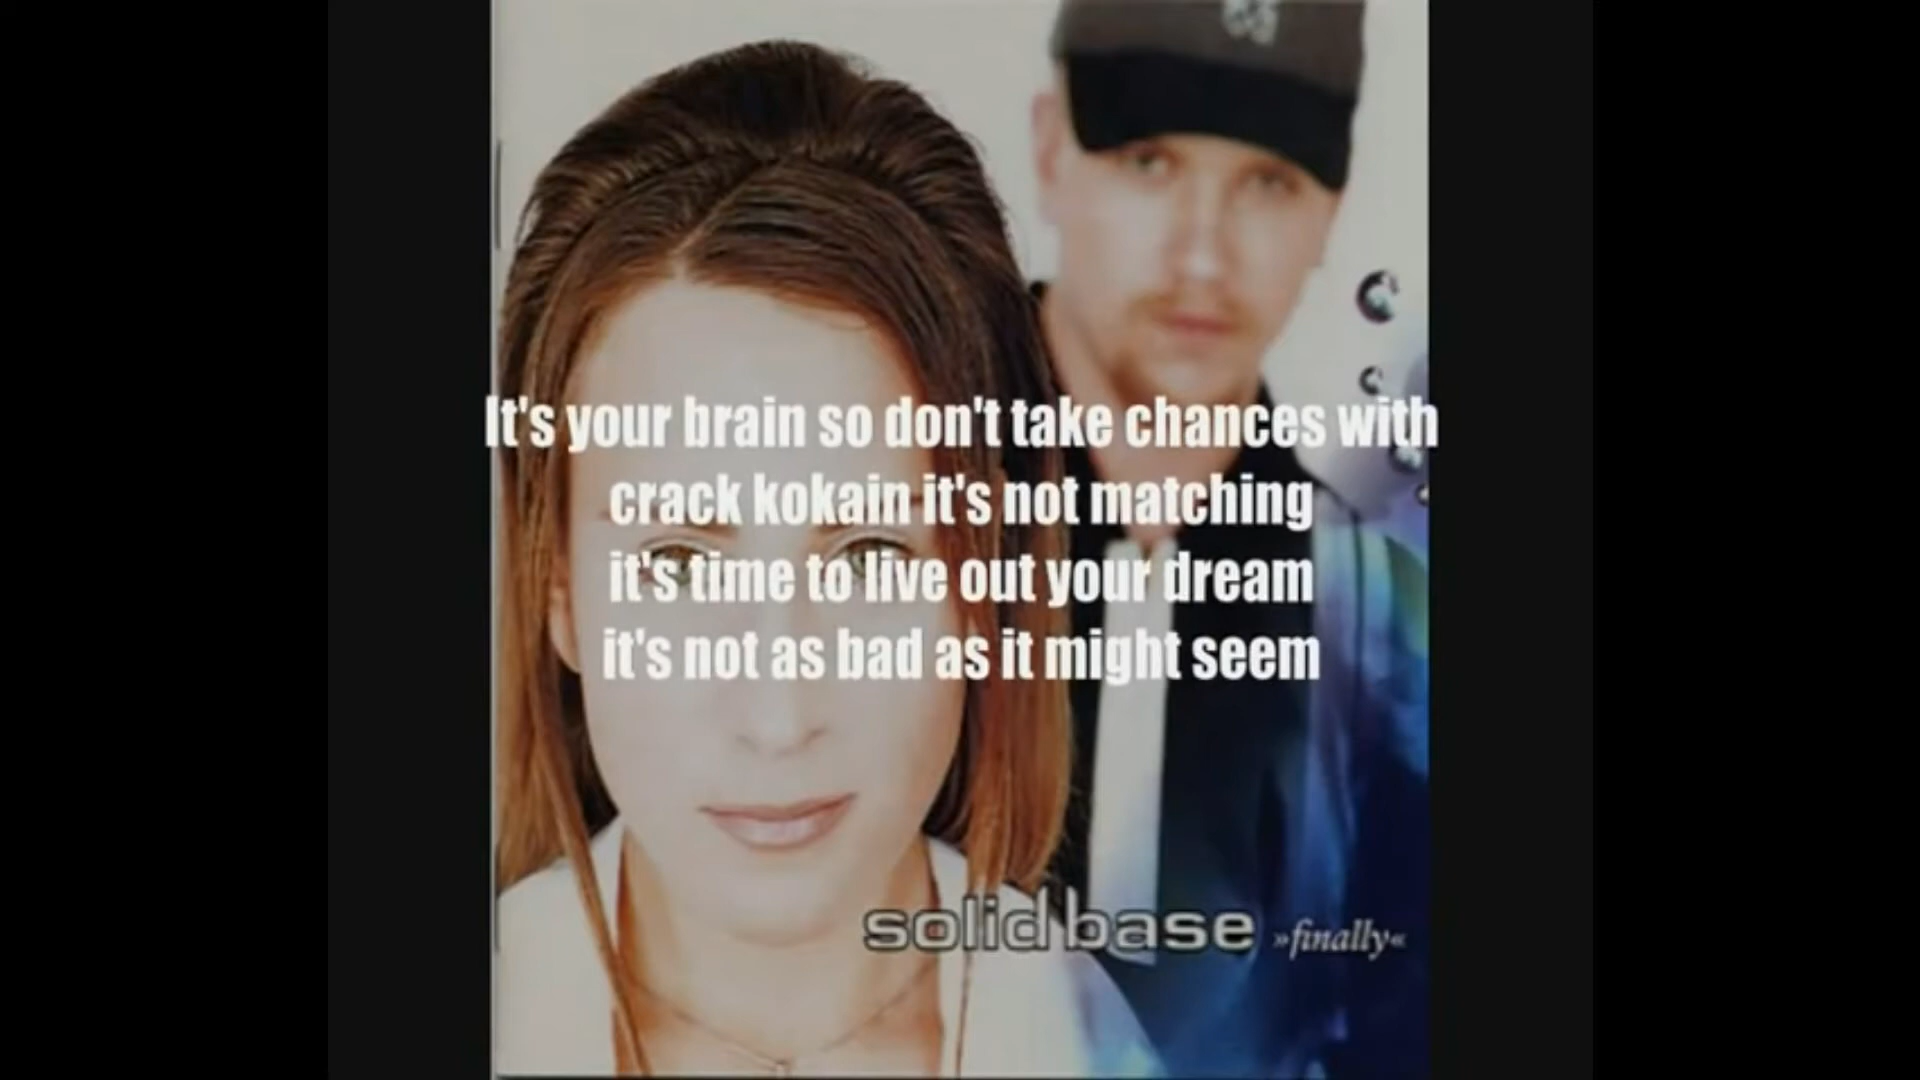 It's your brain so don't take chances with
crack kokain it's not matching
it's time to live out your dream
it's not as bad as it might seem
solid base »finally«